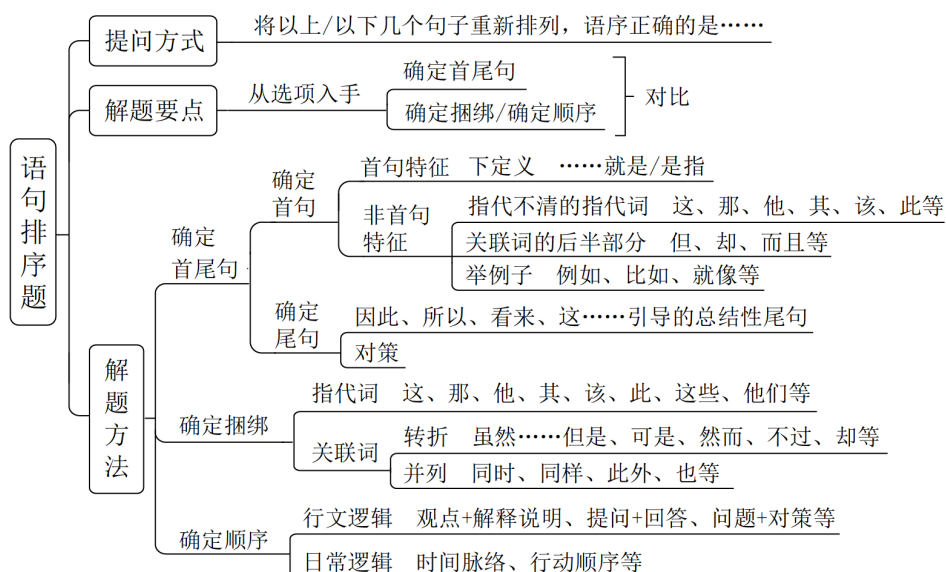 语句排序题
提问方式
将以上/以下几个句子重新排列，语序正确的是……
解题要点
从选项入手
确定首尾句
确定捆绑/确定顺序
对比
解题方法
确定
首尾句
确定
首句
首句特征 下定义 ……就是/是指
非首句
特征
指代不清的指代词 这、那、他、其、该、此等
关联词的后半部分 但、却、而且等
举例子 例如、比如、就像等
确定
尾句
因此、所以、看来、这……引导的总结性尾句
对策
确定捆绑
指代词 这、那、他、其、该、此、这些、他们等
关联词
转折 虽然……但是、可是、然而、不过、却等
并列 同时、同样、此外、也等
确定顺序
行文逻辑 观点+解释说明、提问+回答、问题+对策等
日常逻辑 时间脉络、行动顺序等